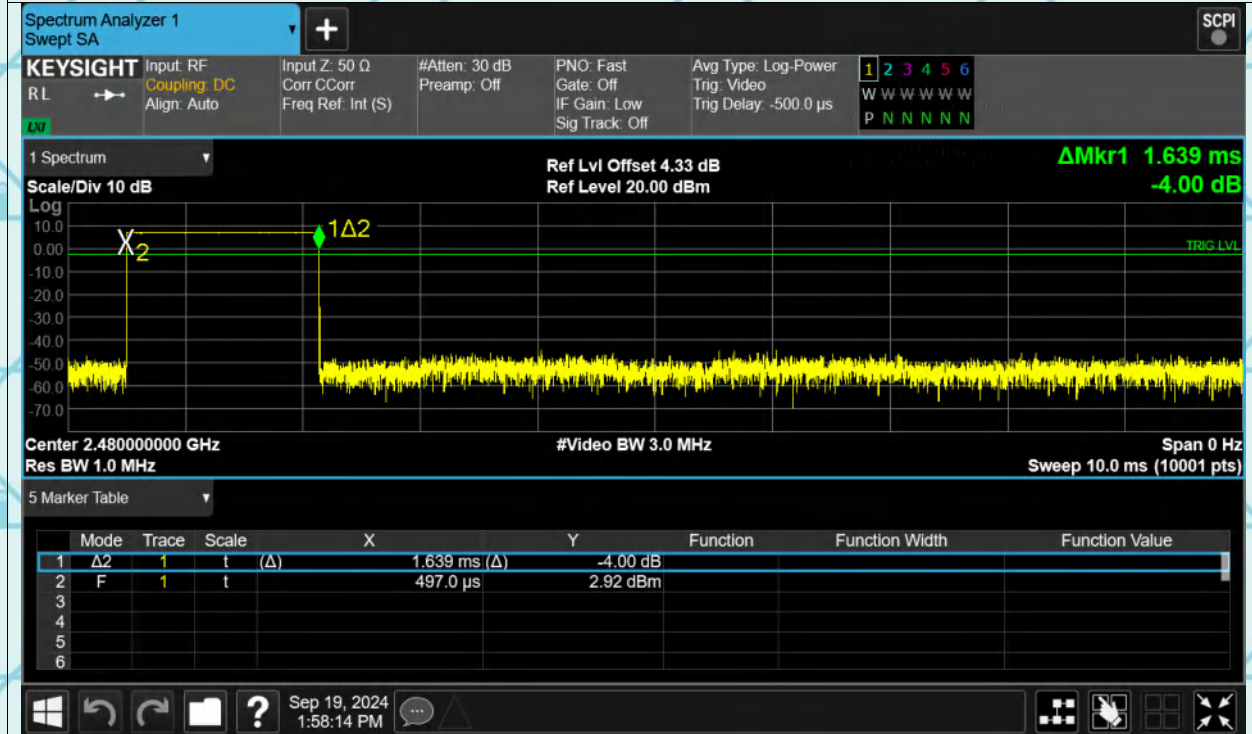 Spectrum Analyzer 1
Swept SA
+
SCPI
KEYSIGHT
RL
LXI
Input: RF
Coupling: DC
Align: Auto
Input Z: 50 Ω
Corr CCorr
Freq Ref: Int (S)
#Atten: 30 dB
Preamp: Off
PNO: Fast
Gate: Off
IF Gain: Low
Sig Track: Off
Avg Type: Log-Power
Trig: Video
Trig Delay: -500.0 µs
1 2 3 4 5 6
W W W W W W
P N N N N N
1 Spectrum
Scale/Div 10 dB
Log
Ref Lvl Offset 4.33 dB
Ref Level 20.00 dBm
ΔMkr1 1.639 ms
-4.00 dB
10.0
0.00
-10.0
-20.0
-30.0
-40.0
-50.0
-60.0
-70.0
X2
1Δ2
TRIG LVL
Center 2.480000000 GHz
Res BW 1.0 MHz
#Video BW 3.0 MHz
Span 0 Hz
Sweep 10.0 ms (10001 pts)
5 Marker Table
Mode Trace Scale X Y Function Function Width Function Value
1 Δ2 1 t (Δ) 1.639 ms (Δ) -4.00 dB
2 F 1 t 497.0 µs 2.92 dBm
3
4
5
6
?
Sep 19, 2024
1:58:14 PM